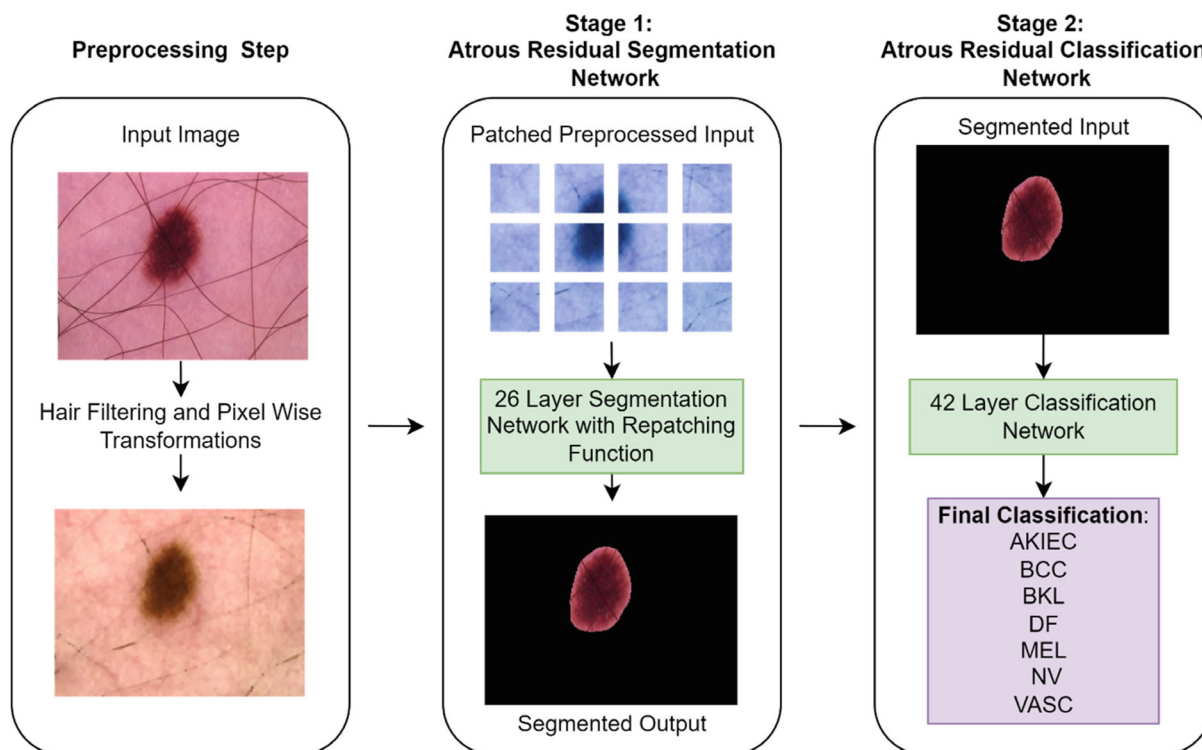 Preprocessing Step
Input Image
Hair Filtering and Pixel Wise
Transformations
Stage 1:
Atrous Residual Segmentation
Network
Patched Preprocessed Input
26 Layer Segmentation
Network with Repatching
Function
Segmented Output
Stage 2:
Atrous Residual Classification
Network
Segmented Input
42 Layer Classification
Network
Final Classification:
AKIEC
BCC
BKL
DF
MEL
NV
VASC